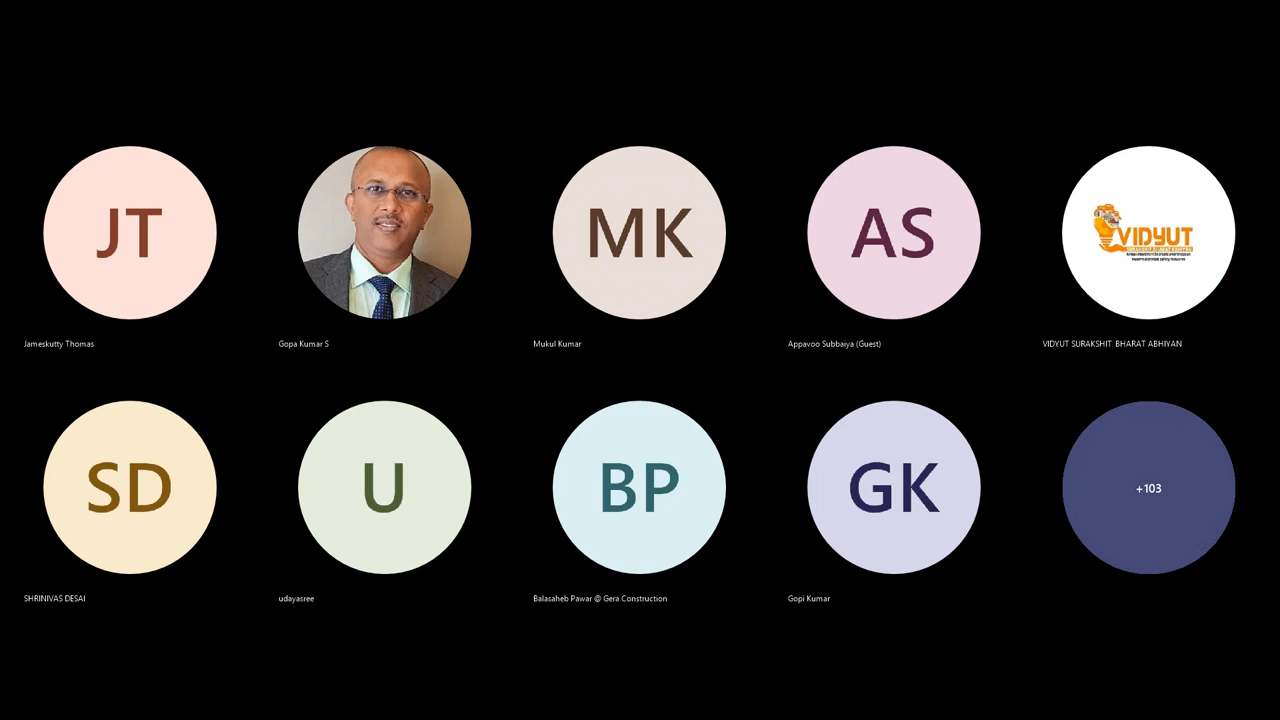 JT
MK
AS
VIDYUT
Jameskutty Thomas
Gopa Kumar S
Mukul Kumar
Appavoo Subbaiya (Guest)
VIDYUT SURAKSHIT BHARAT ABHIYAN
SD
U
BP
GK
+103
SHRINIVAS DESAI
udayasree
Balasaheb Pawar @ Gera Construction
Gopi Kumar